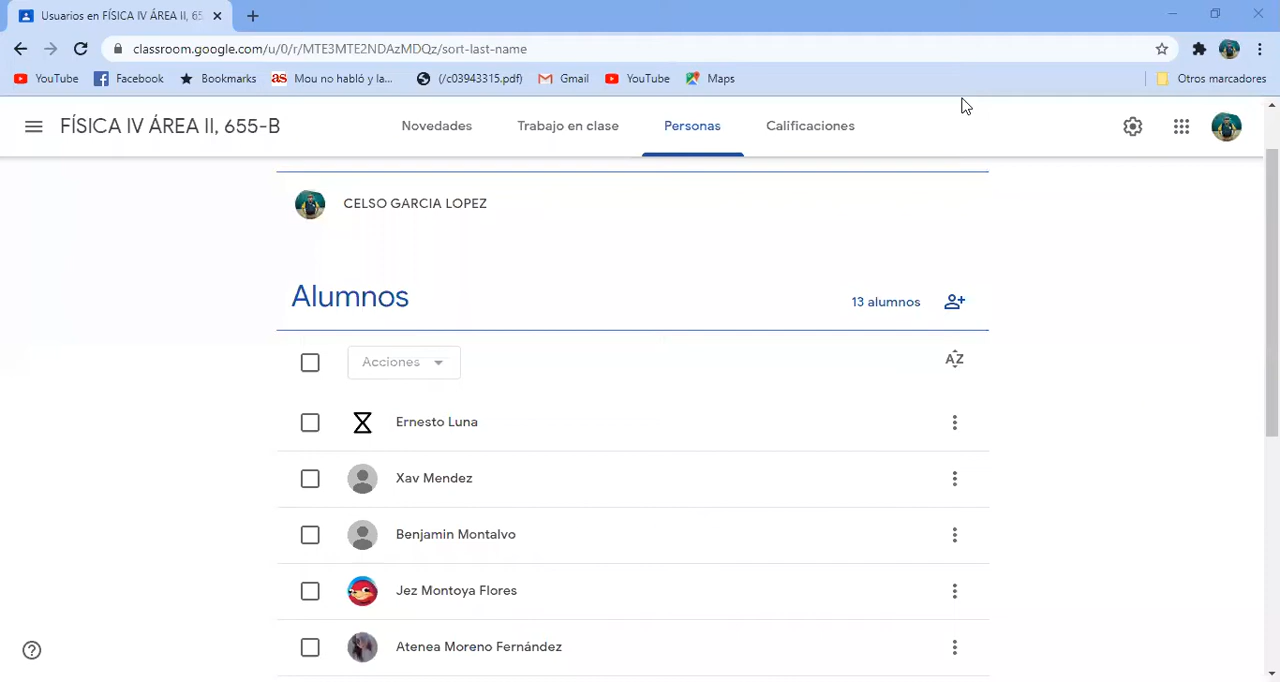 Usuarios en FÍSICA IV ÁREA II, 65
classroom.google.com/u/0/r/MTE3MTE2NDAzMDQz/sort-last-name
YouTube Facebook Bookmarks as Mou no habló y la... (/c03943315.pdf) Gmail YouTube Maps Otros marcadores
FÍSICA IV ÁREA II, 655-B Novedades Trabajo en clase Personas Calificaciones
CELSO GARCIA LOPEZ
Alumnos 13 alumnos
Acciones AZ
Ernesto Luna
Xav Mendez
Benjamin Montalvo
Jez Montoya Flores
Atenea Moreno Fernández